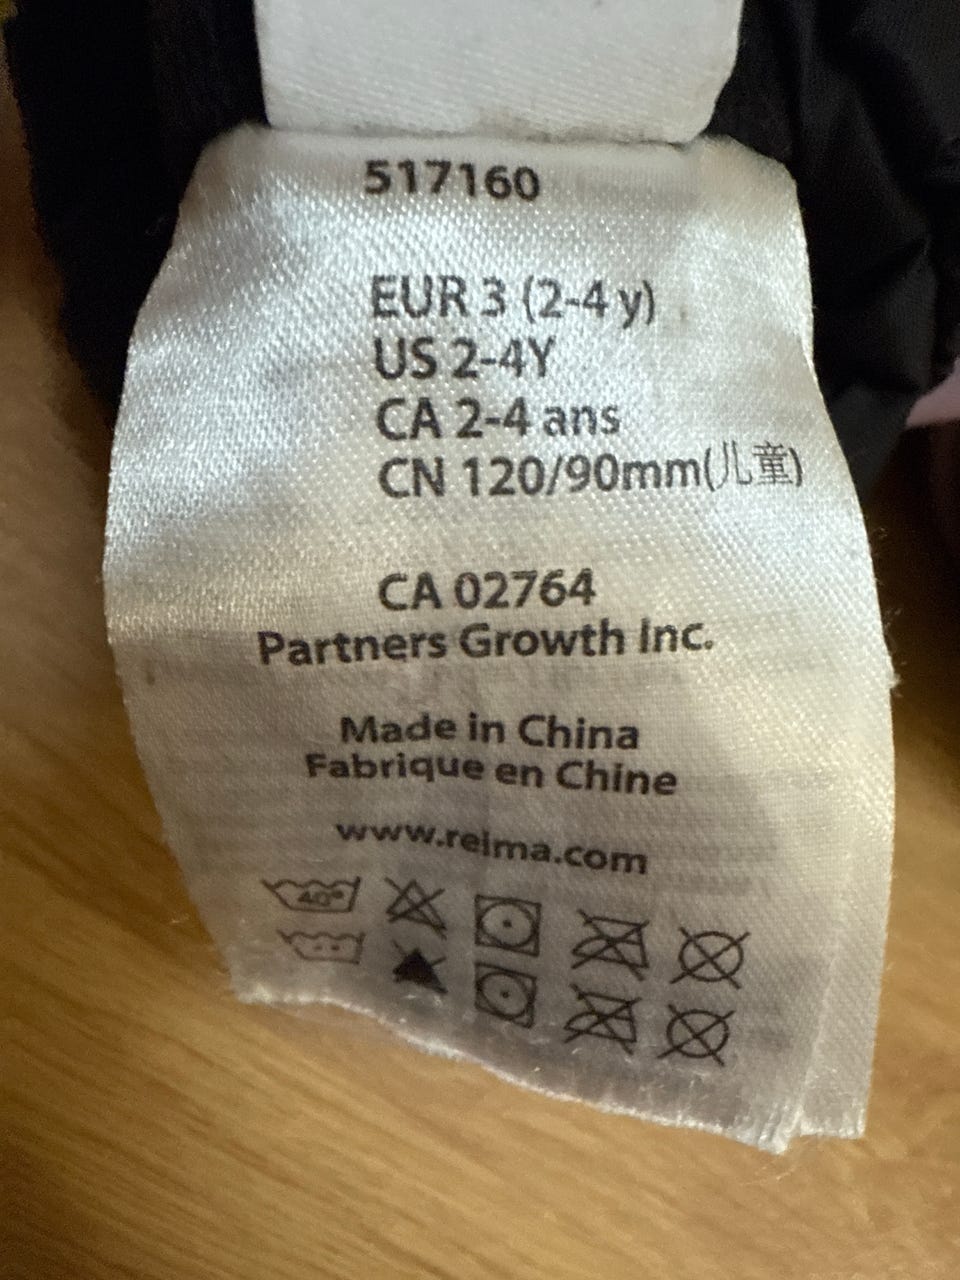 517160
EUR 3 (2-4 y)
US 2-4Y
CA 2-4 ans
CN 120/90mm(儿童)
CA 02764
Partners Growth Inc.
Made in China
Fabrique en Chine
www.reima.com
40°